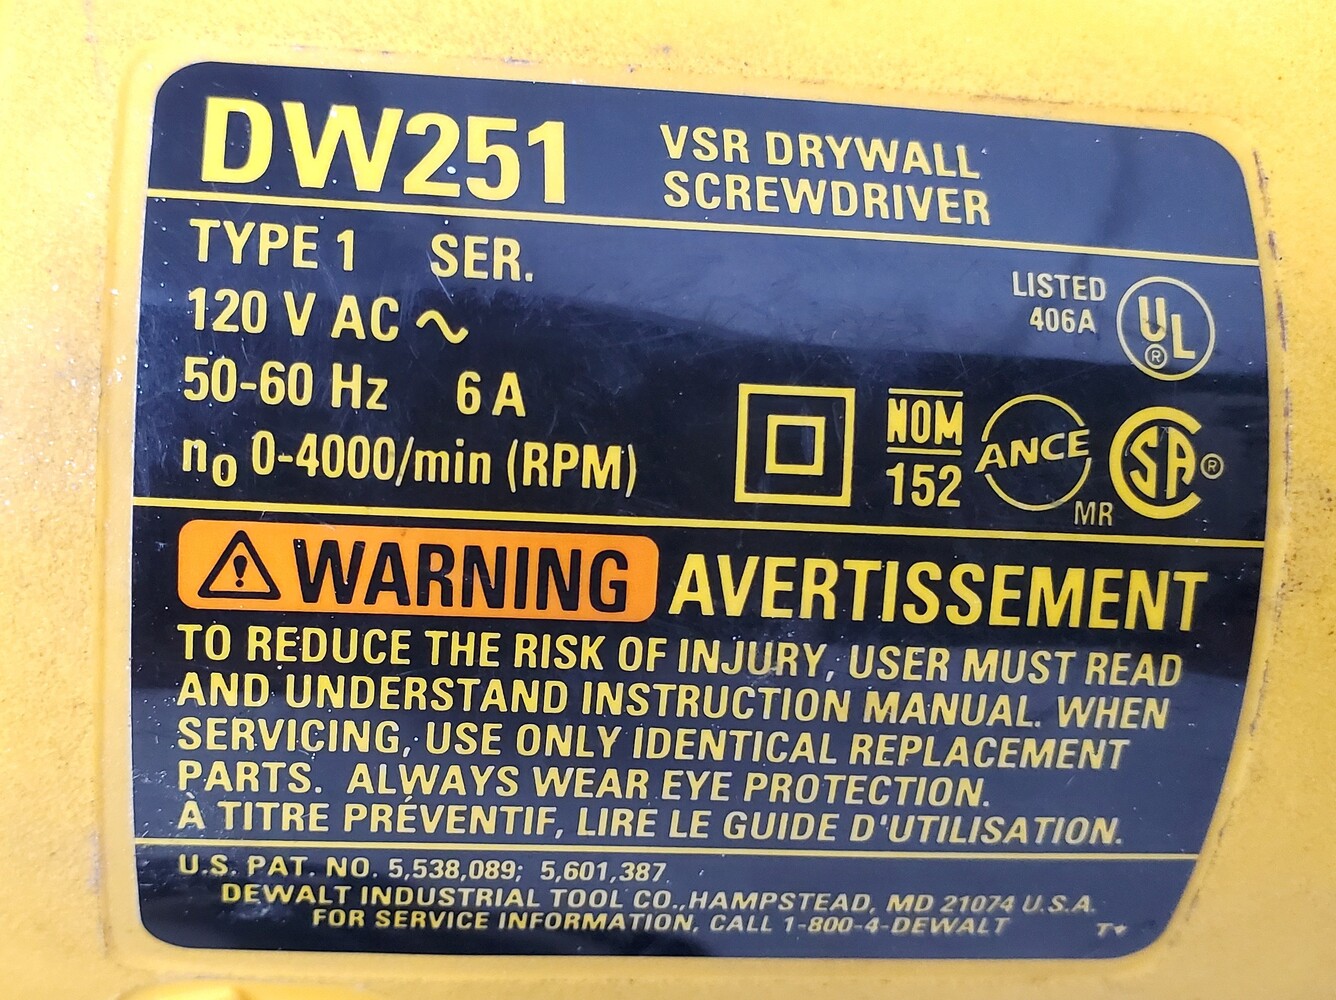 DW251 VSR DRYWALL
SCREWDRIVER
TYPE 1 SER.
120 V AC ~
50-60 Hz 6 A
n₀ 0-4000/min (RPM)
LISTED
406A
UL ®
NOM
152
ANCE
MR
CSA ®
WARNING AVERTISSEMENT
TO REDUCE THE RISK OF INJURY, USER MUST READ
AND UNDERSTAND INSTRUCTION MANUAL. WHEN
SERVICING, USE ONLY IDENTICAL REPLACEMENT
PARTS. ALWAYS WEAR EYE PROTECTION.
À TITRE PRÉVENTIF, LIRE LE GUIDE D'UTILISATION.
U.S. PAT. NO. 5,538,089; 5,601,387
DEWALT INDUSTRIAL TOOL CO., HAMPSTEAD, MD 21074 U.S.A.
FOR SERVICE INFORMATION, CALL 1-800-4-DEWALT